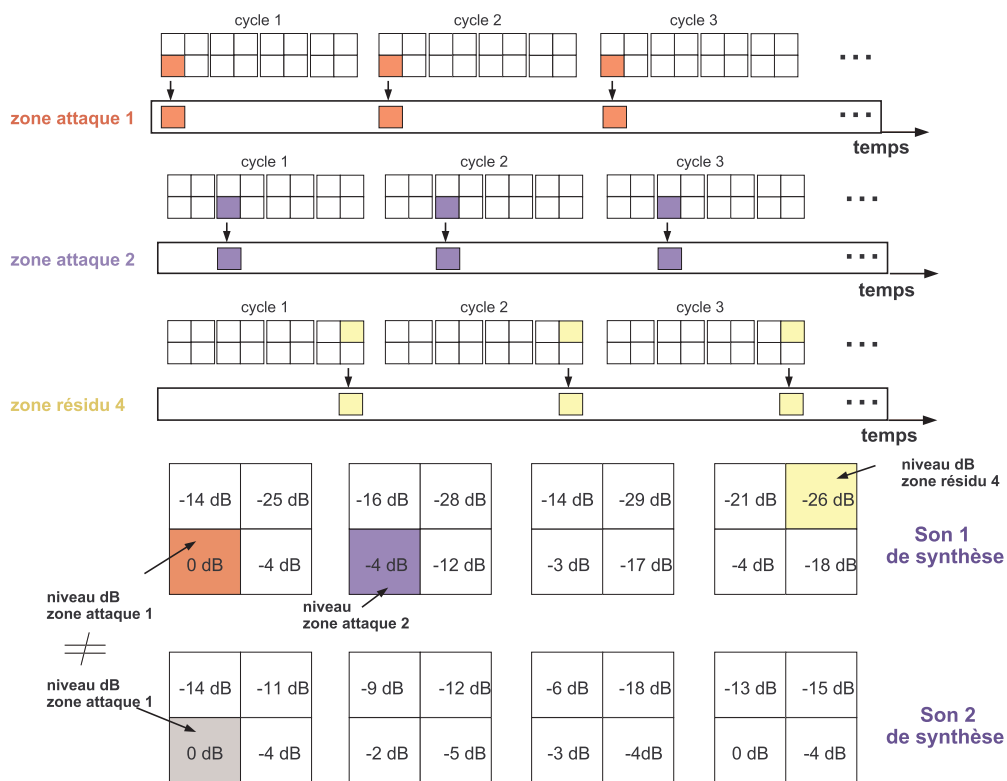 cycle 1 cycle 2 cycle 3
...
zone attaque 1
...
temps
cycle 1 cycle 2 cycle 3
...
zone attaque 2
...
temps
cycle 1 cycle 2 cycle 3
...
zone résidu 4
...
temps
niveau dB
zone résidu 4
-14 dB -25 dB -16 dB -28 dB -14 dB -29 dB -21 dB -26 dB
0 dB -4 dB -4 dB -12 dB -3 dB -17 dB -4 dB -18 dB
Son 1
de synthèse
niveau dB
zone attaque 1
niveau
zone attaque 2
≠
niveau dB
zone attaque 1
-14 dB -11 dB -9 dB -12 dB -6 dB -18 dB -13 dB -15 dB
0 dB -4 dB -2 dB -5 dB -3 dB -4dB 0 dB -4 dB
Son 2
de synthèse